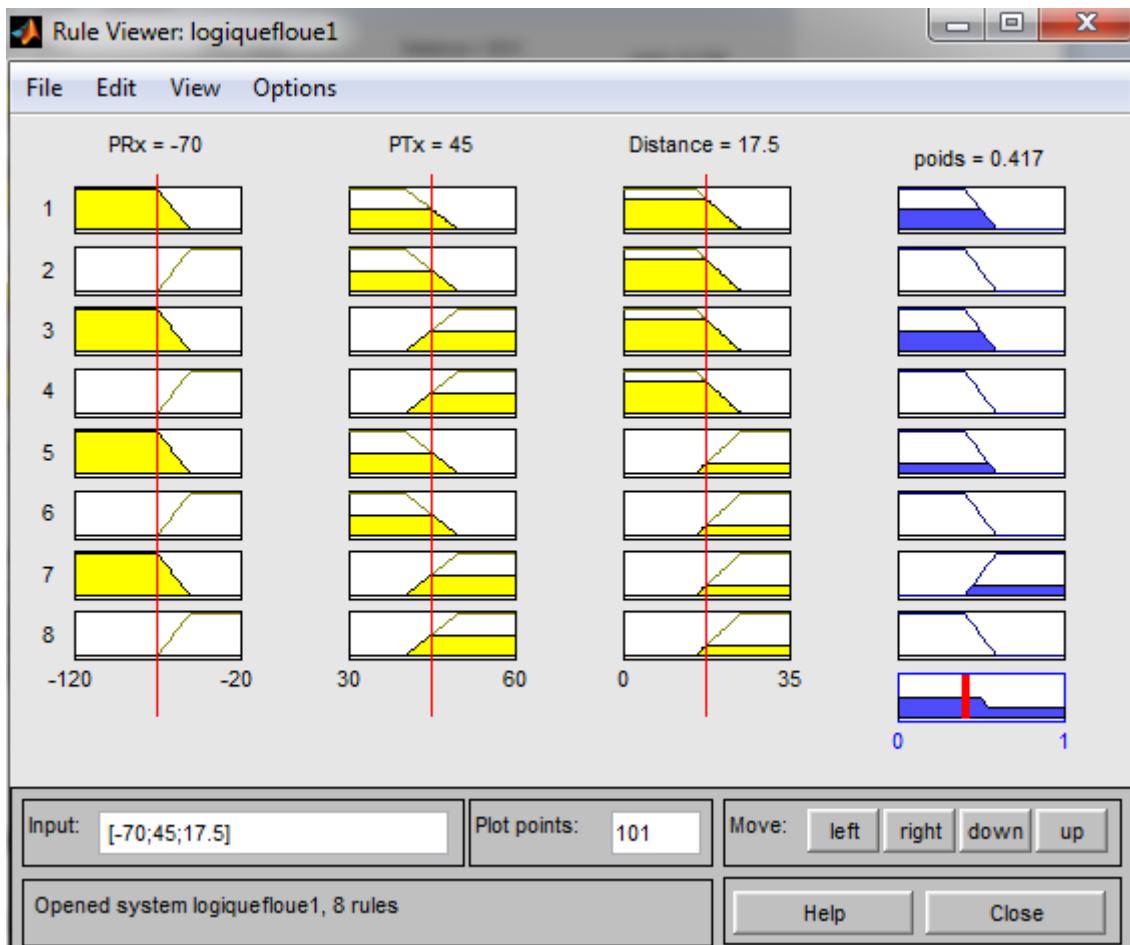 Rule Viewer: logiquefloue1
File Edit View Options
PRx = -70 PTx = 45 Distance = 17.5 poids = 0.417
1
2
3
4
5
6
7
8
-120 -20 30 60 0 35
0 1
Input: [-70;45;17.5] Plot points: 101 Move: left right down up
Opened system logiquefloue1, 8 rules Help Close